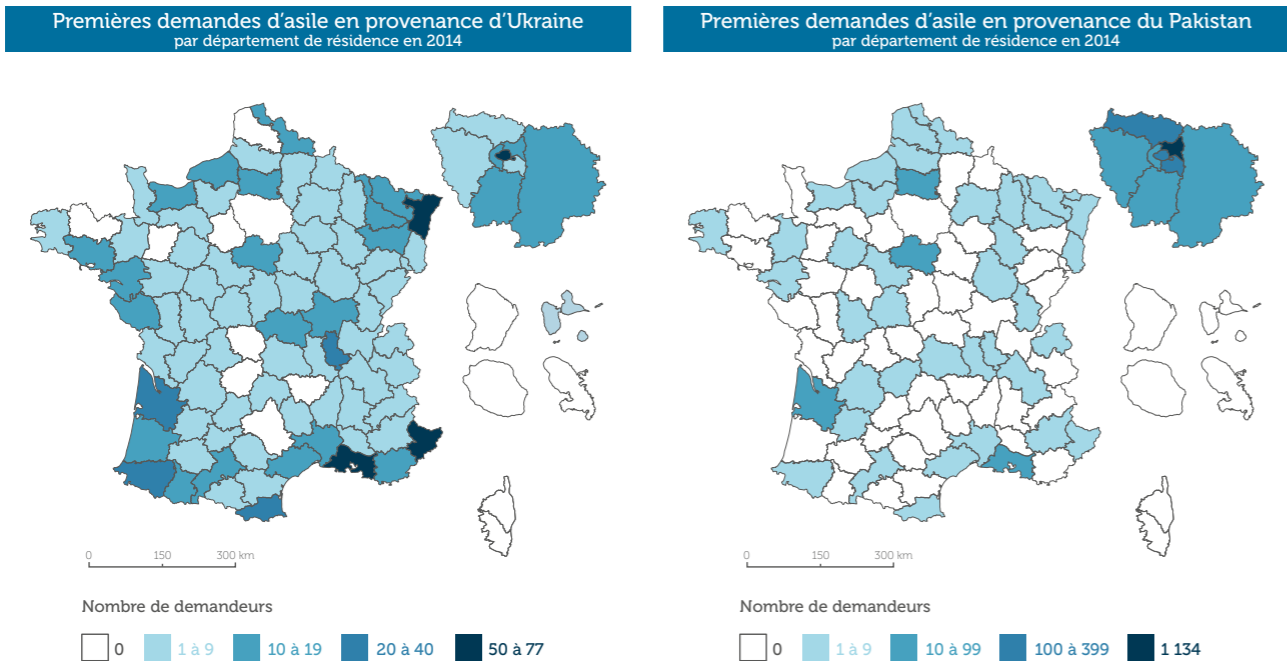 Premières demandes d'asile en provenance d'Ukraine
par département de résidence en 2014
0 150 300 km
Nombre de demandeurs
0 1 à 9 10 à 19 20 à 40 50 à 77
Premières demandes d'asile en provenance du Pakistan
par département de résidence en 2014
0 150 300 km
Nombre de demandeurs
0 1 à 9 10 à 99 100 à 399 1 134